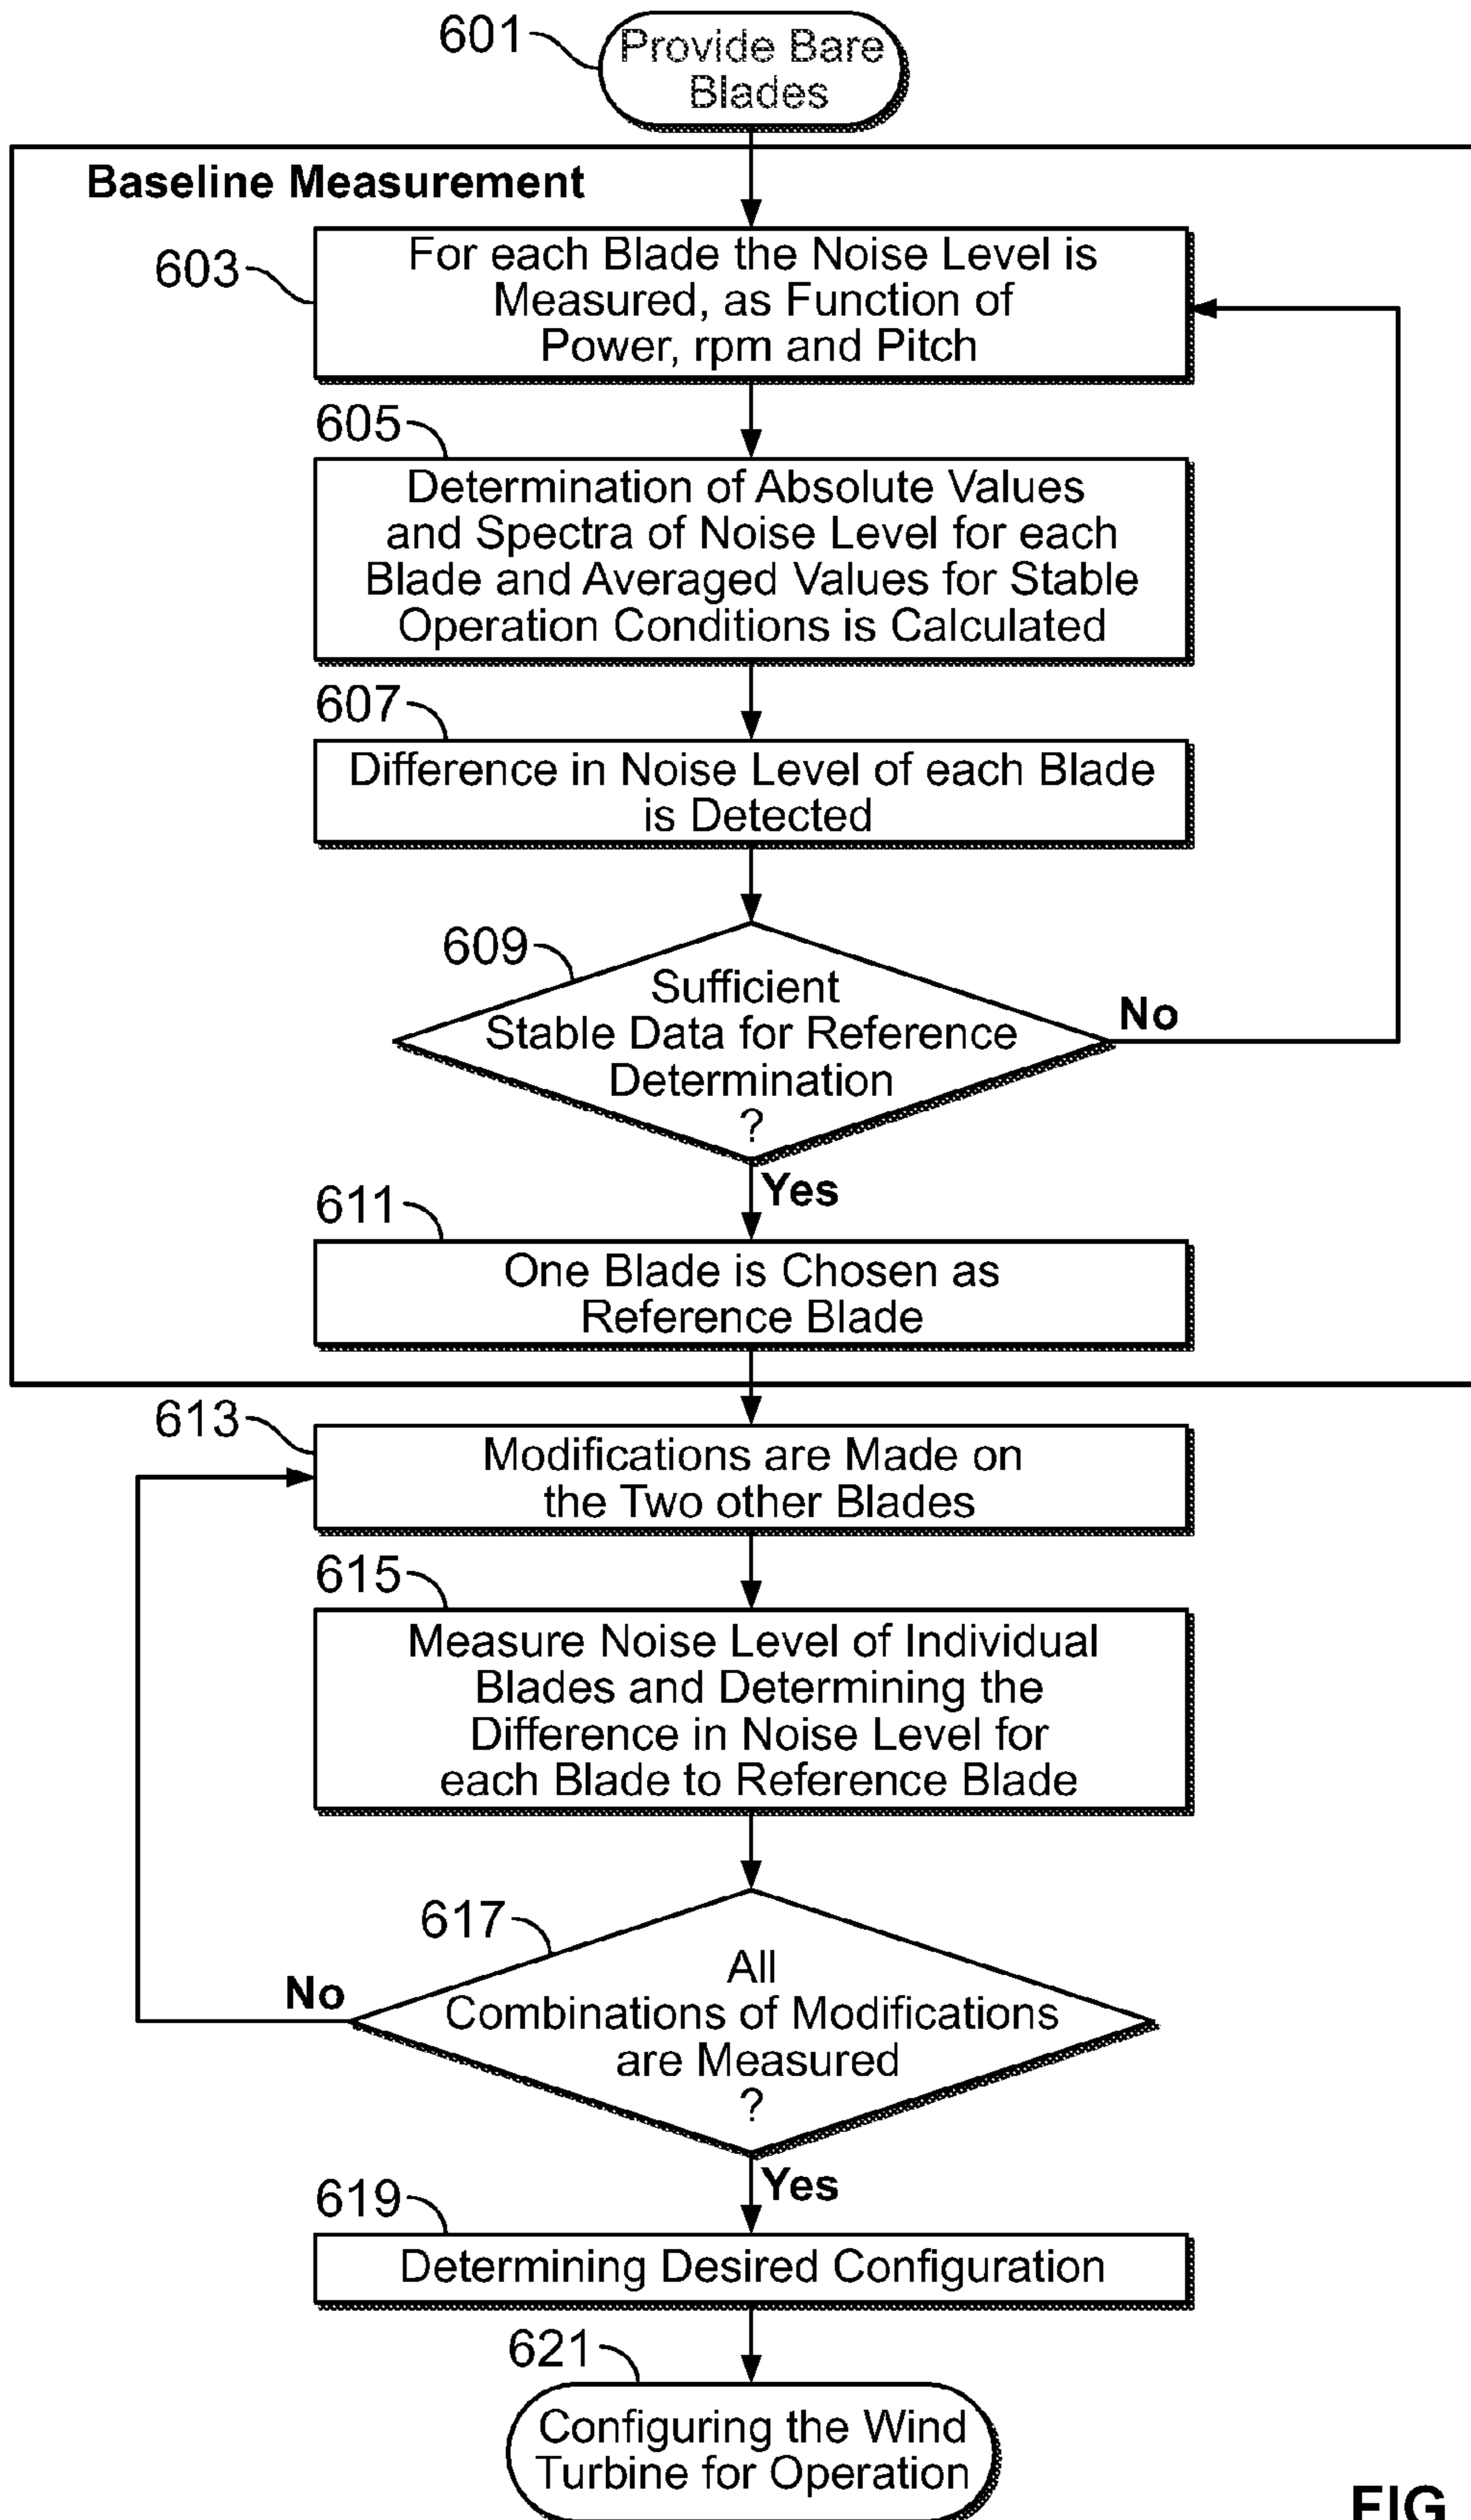 601
Provide Bare
Blades
Baseline Measurement
603
For each Blade the Noise Level is
Measured, as Function of
Power, rpm and Pitch
605
Determination of Absolute Values
and Spectra of Noise Level for each
Blade and Averaged Values for Stable
Operation Conditions is Calculated
607
Difference in Noise Level of each Blade
is Detected
609
Sufficient
Stable Data for Reference
Determination
?
No
Yes
611
One Blade is Chosen as
Reference Blade
613
Modifications are Made on
the Two other Blades
615
Measure Noise Level of Individual
Blades and Determining the
Difference in Noise Level for
each Blade to Reference Blade
617
All
Combinations of Modifications
are Measured
?
No
Yes
619
Determining Desired Configuration
621
Configuring the Wind
Turbine for Operation
FIG